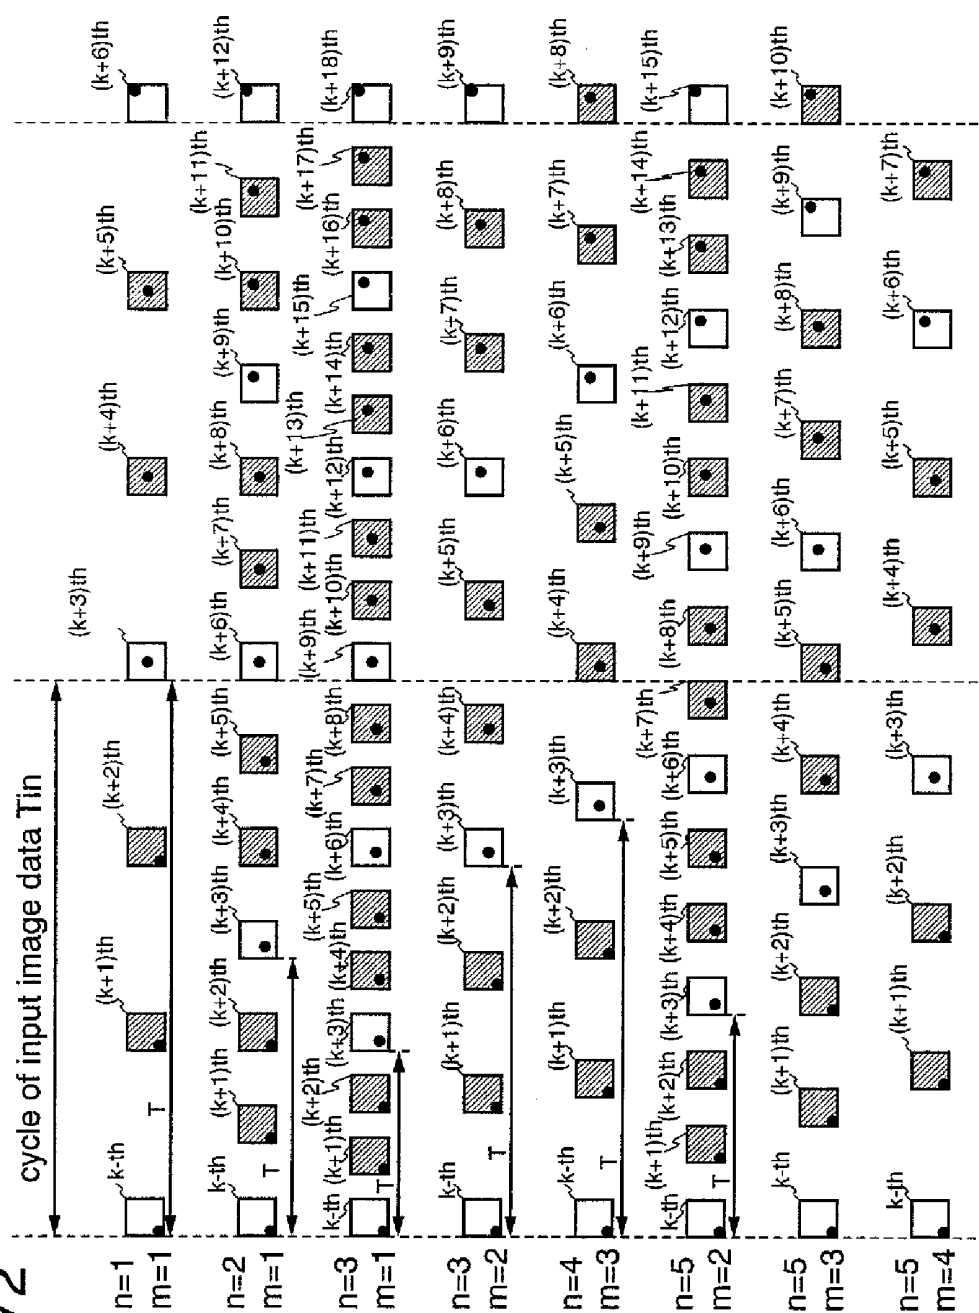 cycle of input image data Tin
n=1
m=1
k-th
T
(k+1)th
(k+2)th
(k+3)th
(k+4)th
(k+5)th
(k+6)th
n=2
m=1
k-th
T
(k+1)th
(k+2)th
(k+3)th
(k+4)th
(k+5)th
(k+6)th
(k+7)th
(k+8)th
(k+9)th
(k+10)th
(k+11)th
(k+12)th
n=3
m=1
k-th
T
(k+1)th
(k+2)th
(k+3)th
(k+4)th
(k+5)th
(k+6)th
(k+7)th
(k+8)th
(k+9)th
(k+10)th
(k+11)th
(k+12)th
(k+13)th
(k+14)th
(k+15)th
(k+16)th
(k+17)th
(k+18)th
n=3
m=2
k-th
T
(k+1)th
(k+2)th
(k+3)th
(k+4)th
(k+5)th
(k+6)th
(k+7)th
(k+8)th
(k+9)th
n=4
m=3
k-th
T
(k+1)th
(k+2)th
(k+3)th
(k+4)th
(k+5)th
(k+6)th
(k+7)th
(k+8)th
n=5
m=2
k-th
T
(k+1)th
(k+2)th
(k+3)th
(k+4)th
(k+5)th
(k+6)th
(k+7)th
(k+8)th
(k+9)th
(k+10)th
(k+11)th
(k+12)th
(k+13)th
(k+14)th
(k+15)th
n=5
m=3
k-th
(k+1)th
(k+2)th
(k+3)th
(k+4)th
(k+5)th
(k+6)th
(k+7)th
(k+8)th
(k+9)th
(k+10)th
n=5
m=4
k-th
(k+1)th
(k+2)th
(k+3)th
(k+4)th
(k+5)th
(k+6)th
(k+7)th